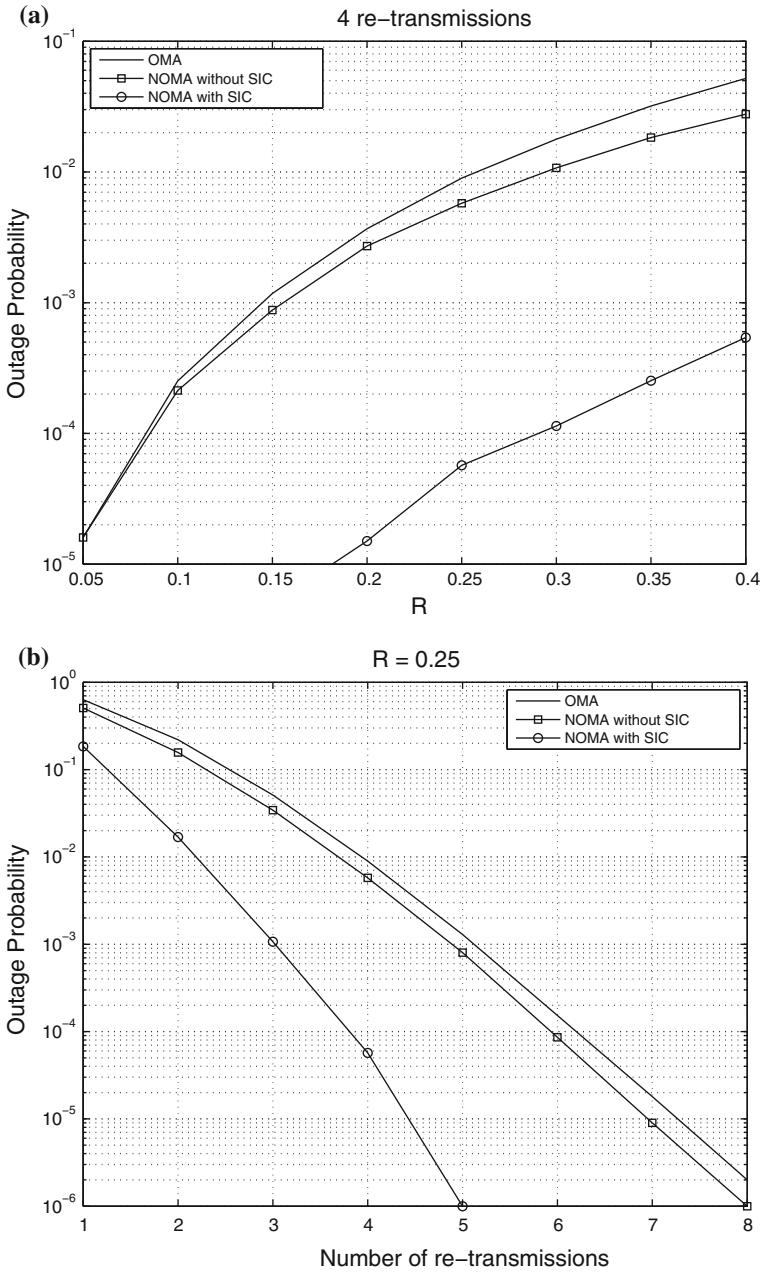 (a)
4 re-transmissions
OMA
NOMA without SIC
NOMA with SIC
10^-1
10^-2
10^-3
10^-4
10^-5
Outage Probability
0.05 0.1 0.15 0.2 0.25 0.3 0.35 0.4
R
(b)
R = 0.25
OMA
NOMA without SIC
NOMA with SIC
10^0
10^-1
10^-2
10^-3
10^-4
10^-5
10^-6
Outage Probability
1 2 3 4 5 6 7 8
Number of re-transmissions